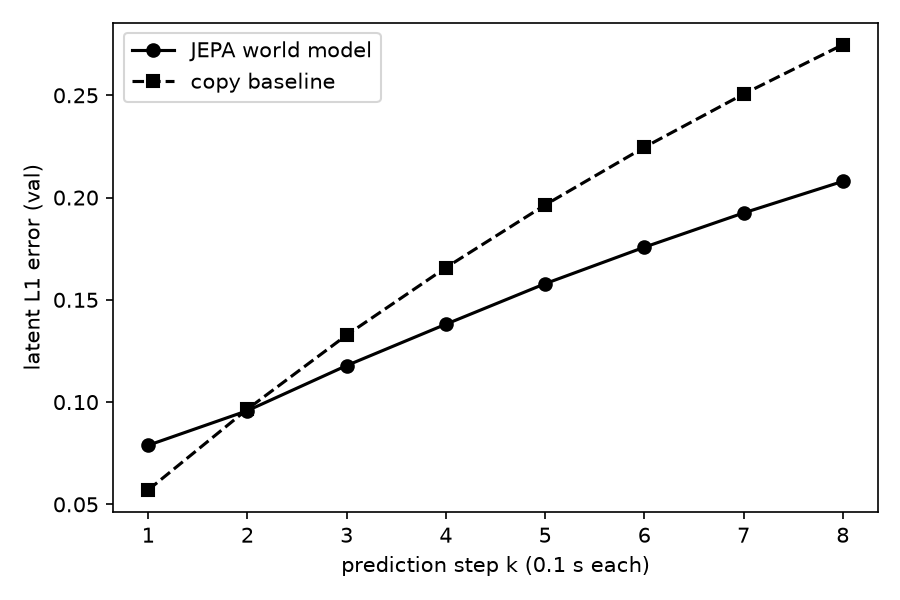 JEPA world model
copy baseline
latent L1 error (val)
0.25
0.20
0.15
0.10
0.05
1 2 3 4 5 6 7 8
prediction step k (0.1 s each)